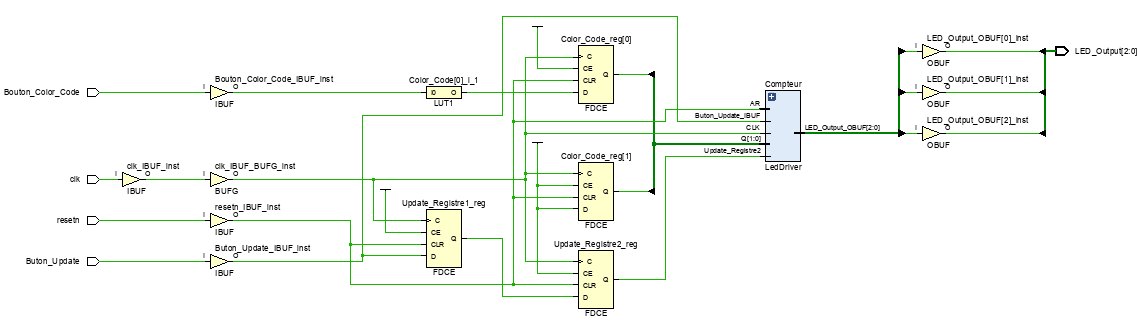 Bouton_Color_Code
Bouton_Color_Code_IBUF_inst
I
O
IBUF
Color_Code[0]_i_1
I0
O
LUT1
Color_Code_reg[0]
C
CE
CLR
D
Q
FDCE
Compteur
AR
Buton_Update_IBUF
CLK
Q[1:0]
Update_Registre2
LED_Output_OBUF[2:0]
LedDriver
LED_Output_OBUF[0]_inst
I
O
OBUF
LED_Output_OBUF[1]_inst
I
O
OBUF
LED_Output_OBUF[2]_inst
I
O
OBUF
LED_Output[2:0]
clk
clk_IBUF_inst
I
O
IBUF
clk_IBUF_BUFG_inst
I
O
BUFG
Color_Code_reg[1]
C
CE
CLR
D
Q
FDCE
resetn
resetn_IBUF_inst
I
O
IBUF
Update_Registre1_reg
C
CE
CLR
D
Q
FDCE
Buton_Update
Buton_Update_IBUF_inst
I
O
IBUF
Update_Registre2_reg
C
CE
CLR
D
Q
FDCE